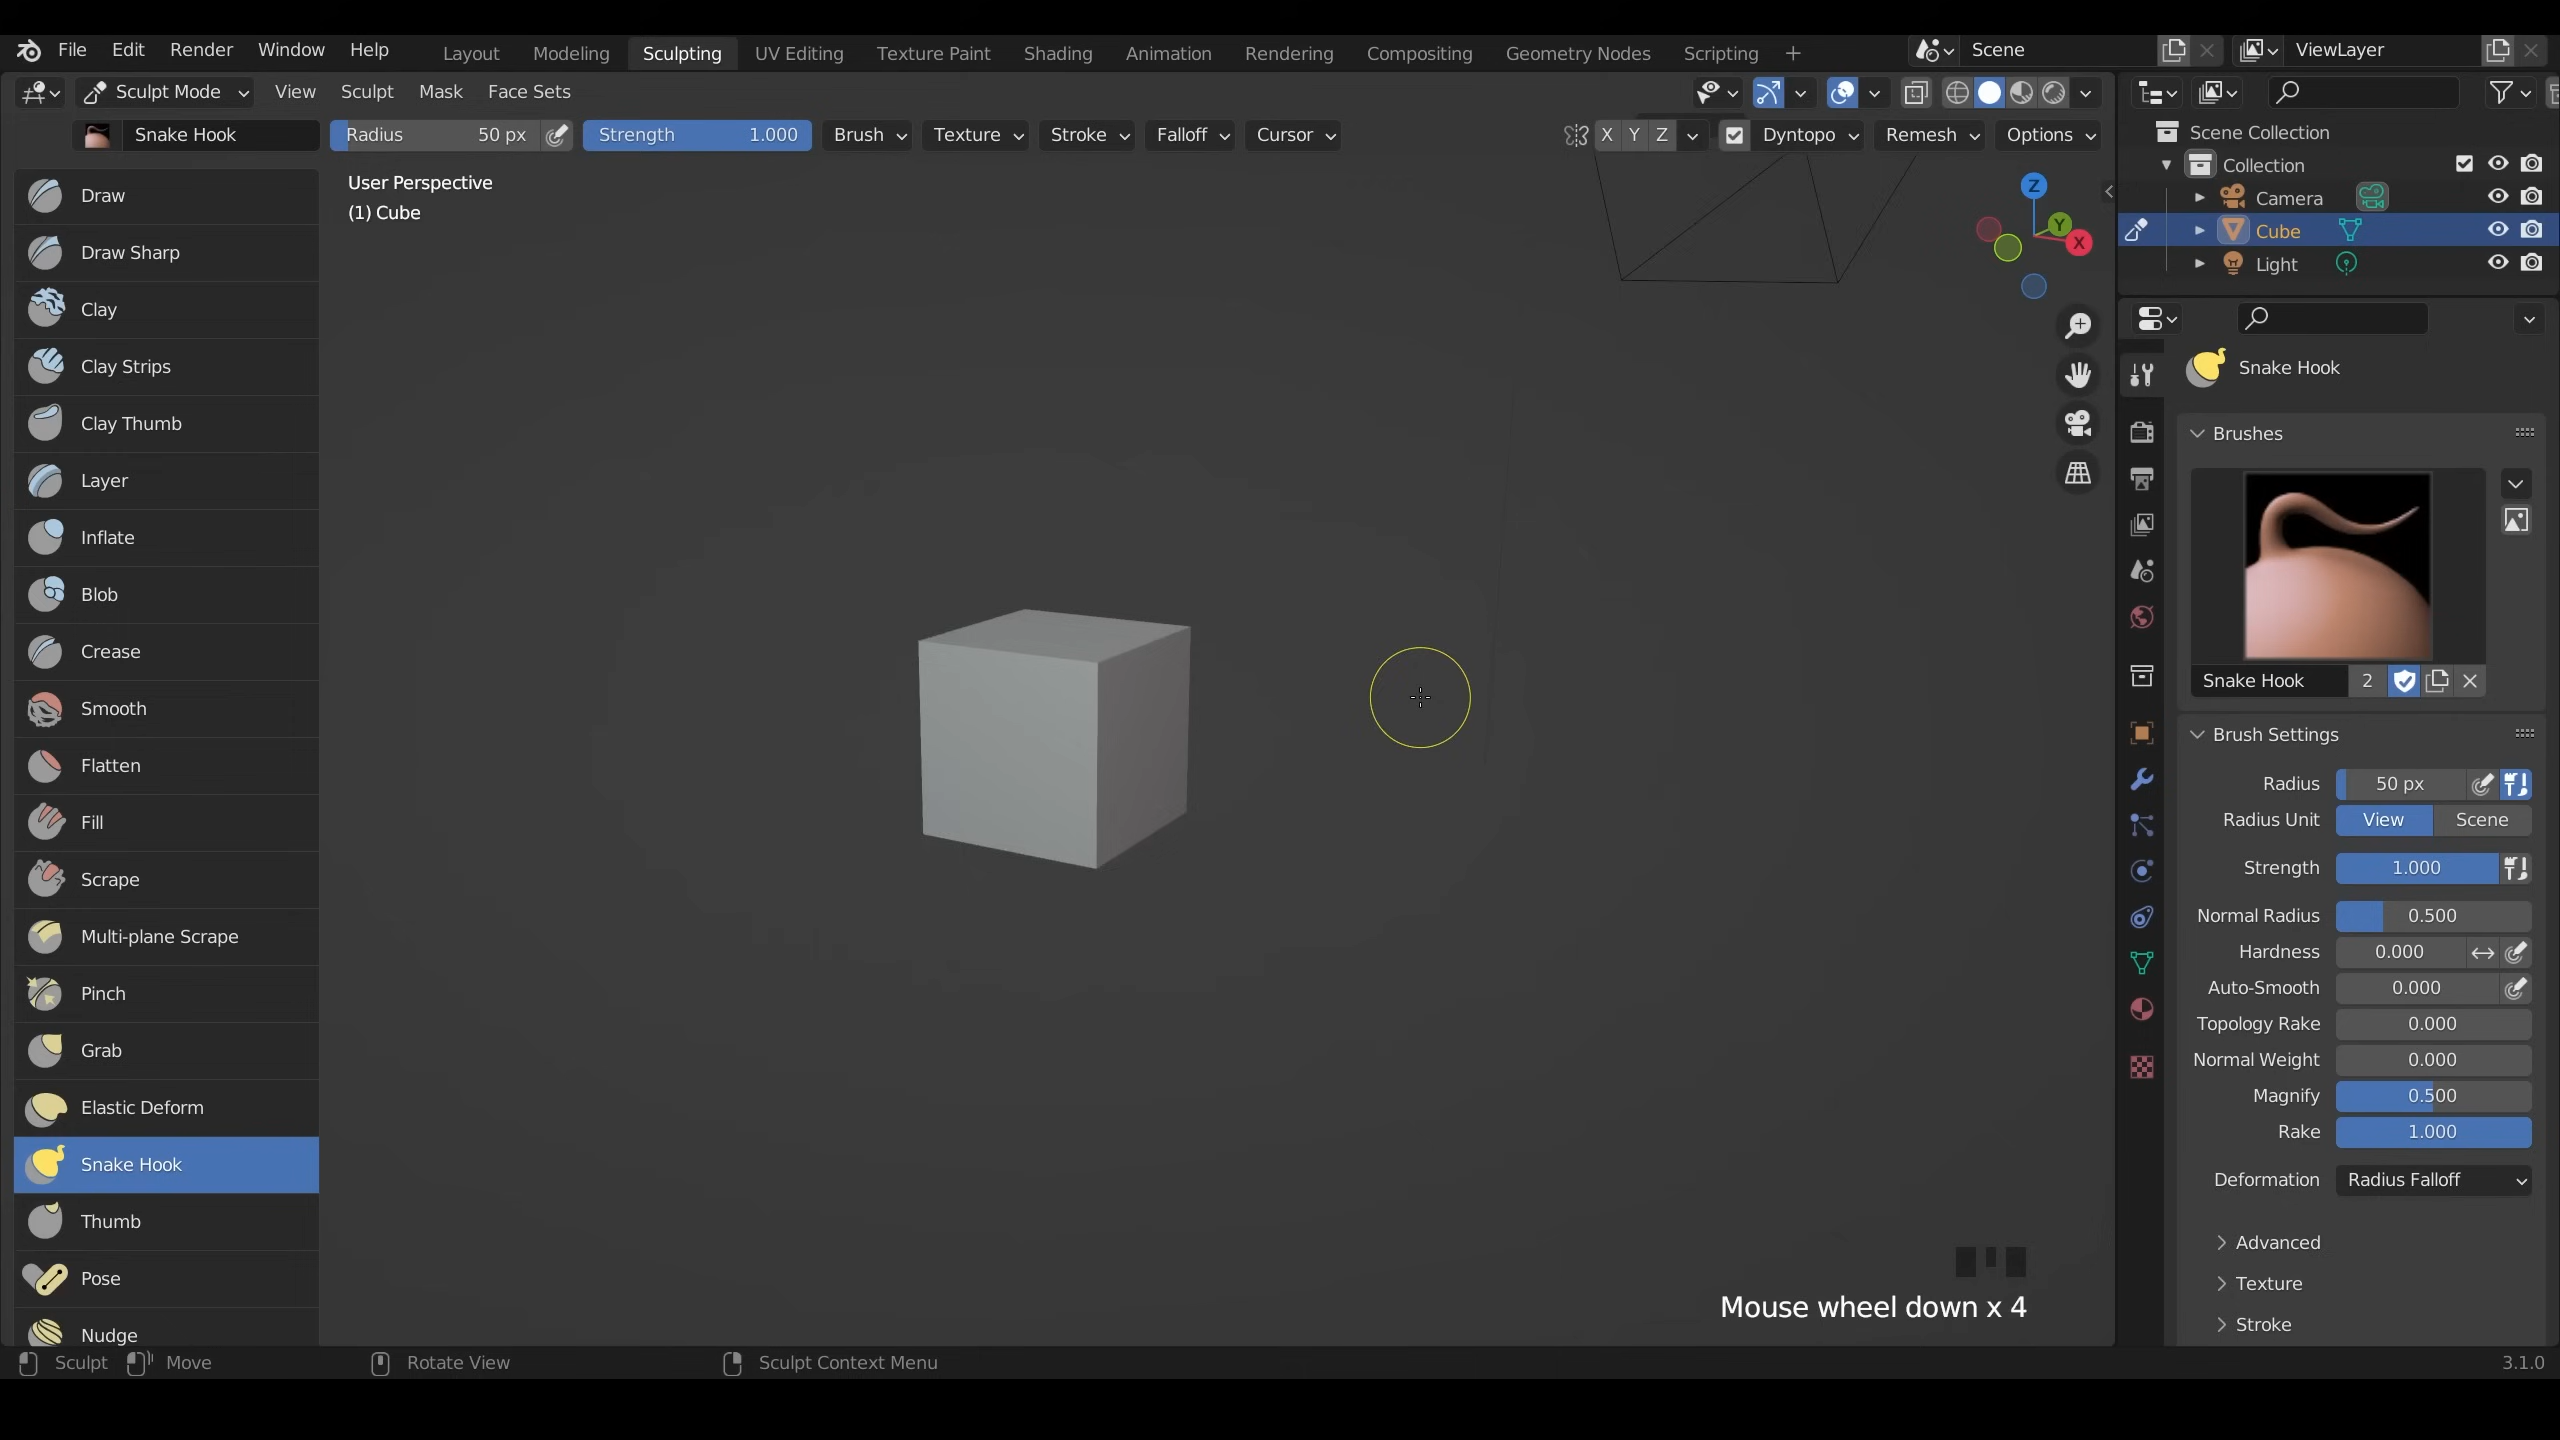 File Edit Render Window Help Layout Modeling Sculpting UV Editing Texture Paint Shading Animation Rendering Compositing Geometry Nodes Scripting + Scene ViewLayer
Sculpt Mode View Sculpt Mask Face Sets
Snake Hook Radius 50 px Strength 1.000 Brush Texture Stroke Falloff Cursor X Y Z Dyntopo Remesh Options
User Perspective
(1) Cube
Z
Y
X
Draw
Draw Sharp
Clay
Clay Strips
Clay Thumb
Layer
Inflate
Blob
Crease
Smooth
Flatten
Fill
Scrape
Multi-plane Scrape
Pinch
Grab
Elastic Deform
Snake Hook
Thumb
Pose
Nudge
Scene Collection
Collection
Camera
Cube
Light
Snake Hook
Brushes
Snake Hook 2
Brush Settings
Radius 50 px
Radius Unit View Scene
Strength 1.000
Normal Radius 0.500
Hardness 0.000
Auto-Smooth 0.000
Topology Rake 0.000
Normal Weight 0.000
Magnify 0.500
Rake 1.000
Deformation Radius Falloff
Advanced
Texture
Stroke
Mouse wheel down x 4
Sculpt Move Rotate View Sculpt Context Menu 3.1.0